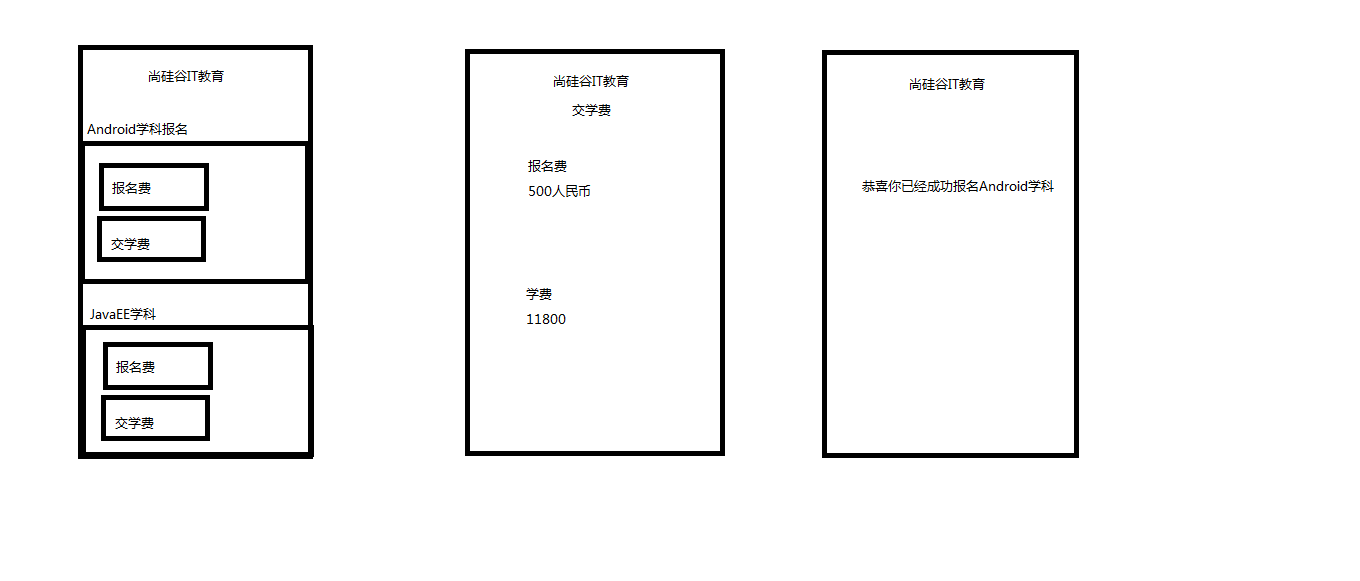 尚硅谷IT教育
Android学科报名
报名费
交学费
JavaEE学科
报名费
交学费
尚硅谷IT教育
交学费
报名费
500人民币
学费
11800
尚硅谷IT教育
恭喜你已经成功报名Android学科